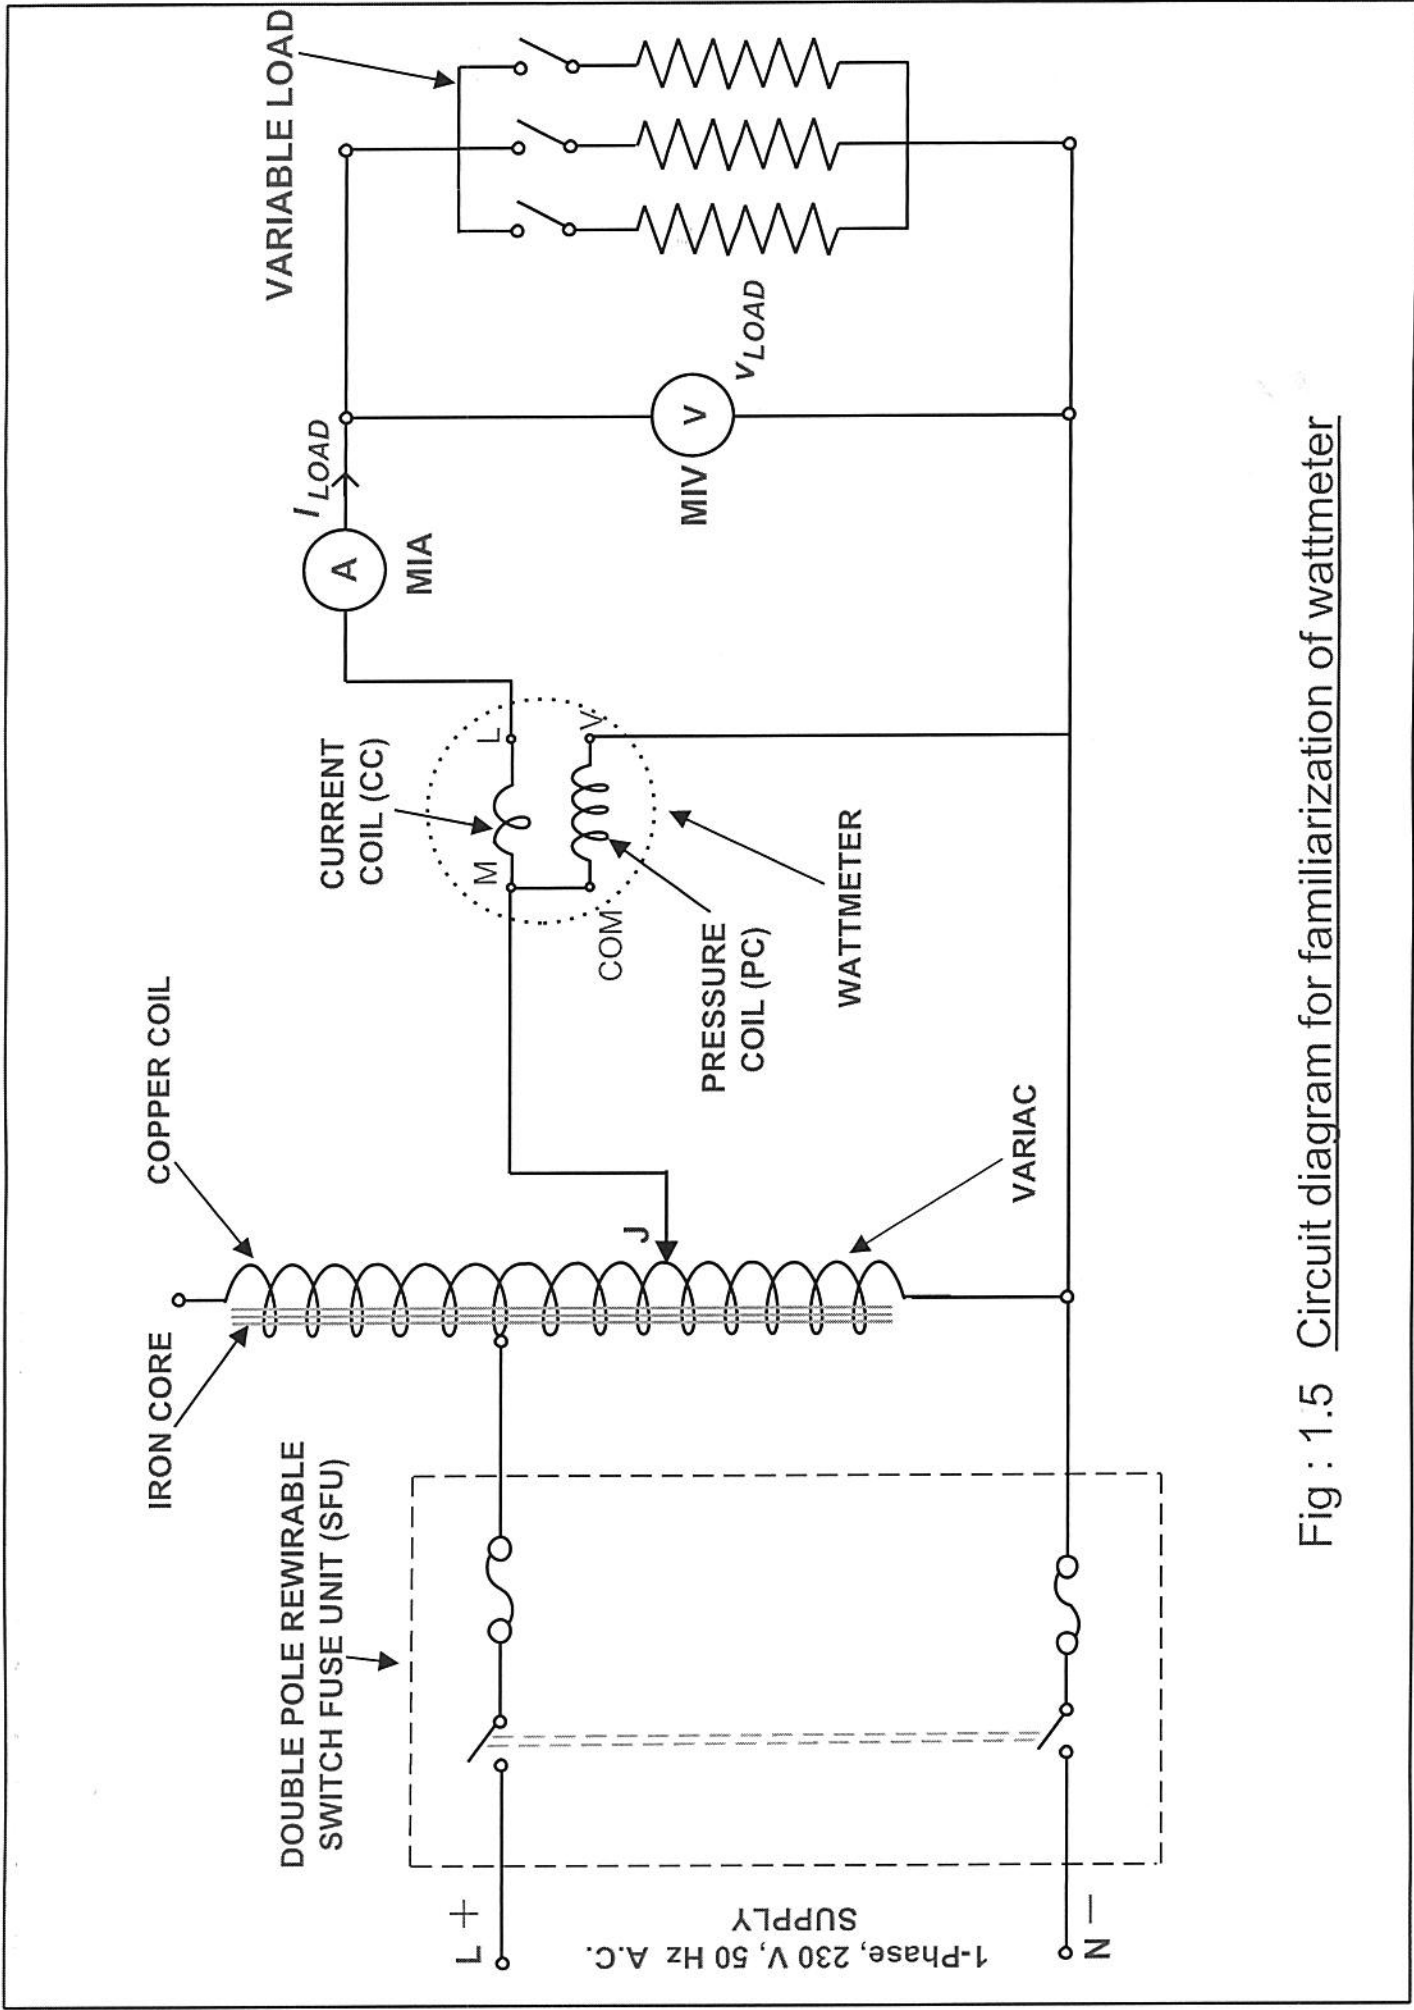 DOUBLE POLE REWIRABLE
SWITCH FUSE UNIT (SFU)
L +
1-Phase, 230 V, 50 Hz A.C.
SUPPLY
N −
IRON CORE
COPPER COIL
J
VARIAC
CURRENT
COIL (CC)
M
L
COM
V
PRESSURE
COIL (PC)
WATTMETER
A
MIA
I LOAD
V
MIV
V LOAD
VARIABLE LOAD
Fig : 1.5 Circuit diagram for familiarization of wattmeter